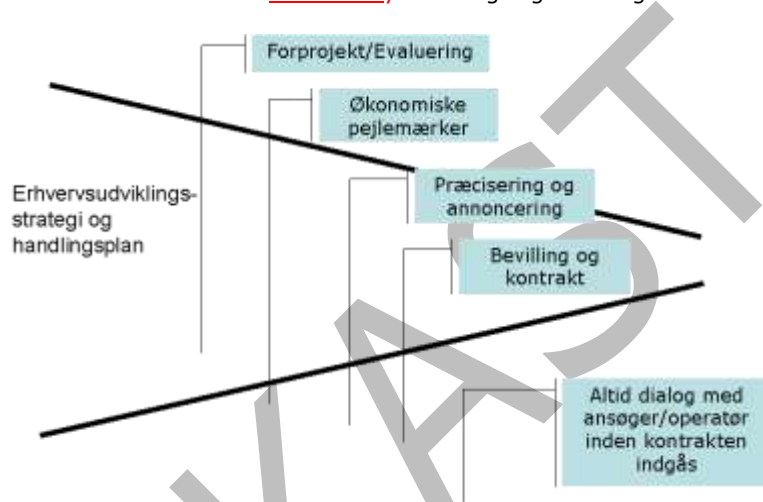 Forprojekt/Evaluering
Økonomiske
pejlemærker
Erhvervsudviklings-
strategi og
handlingsplan
Præcisering og
annoncering
Bevilling og
kontrakt
Altid dialog med
ansøger/operatør
inden kontrakten
indgås
KAST